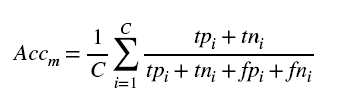 Acc_m = \frac{1}{C} \sum_{i=1}^{C} \frac{tp_i + tn_i}{tp_i + tn_i + fp_i + fn_i}